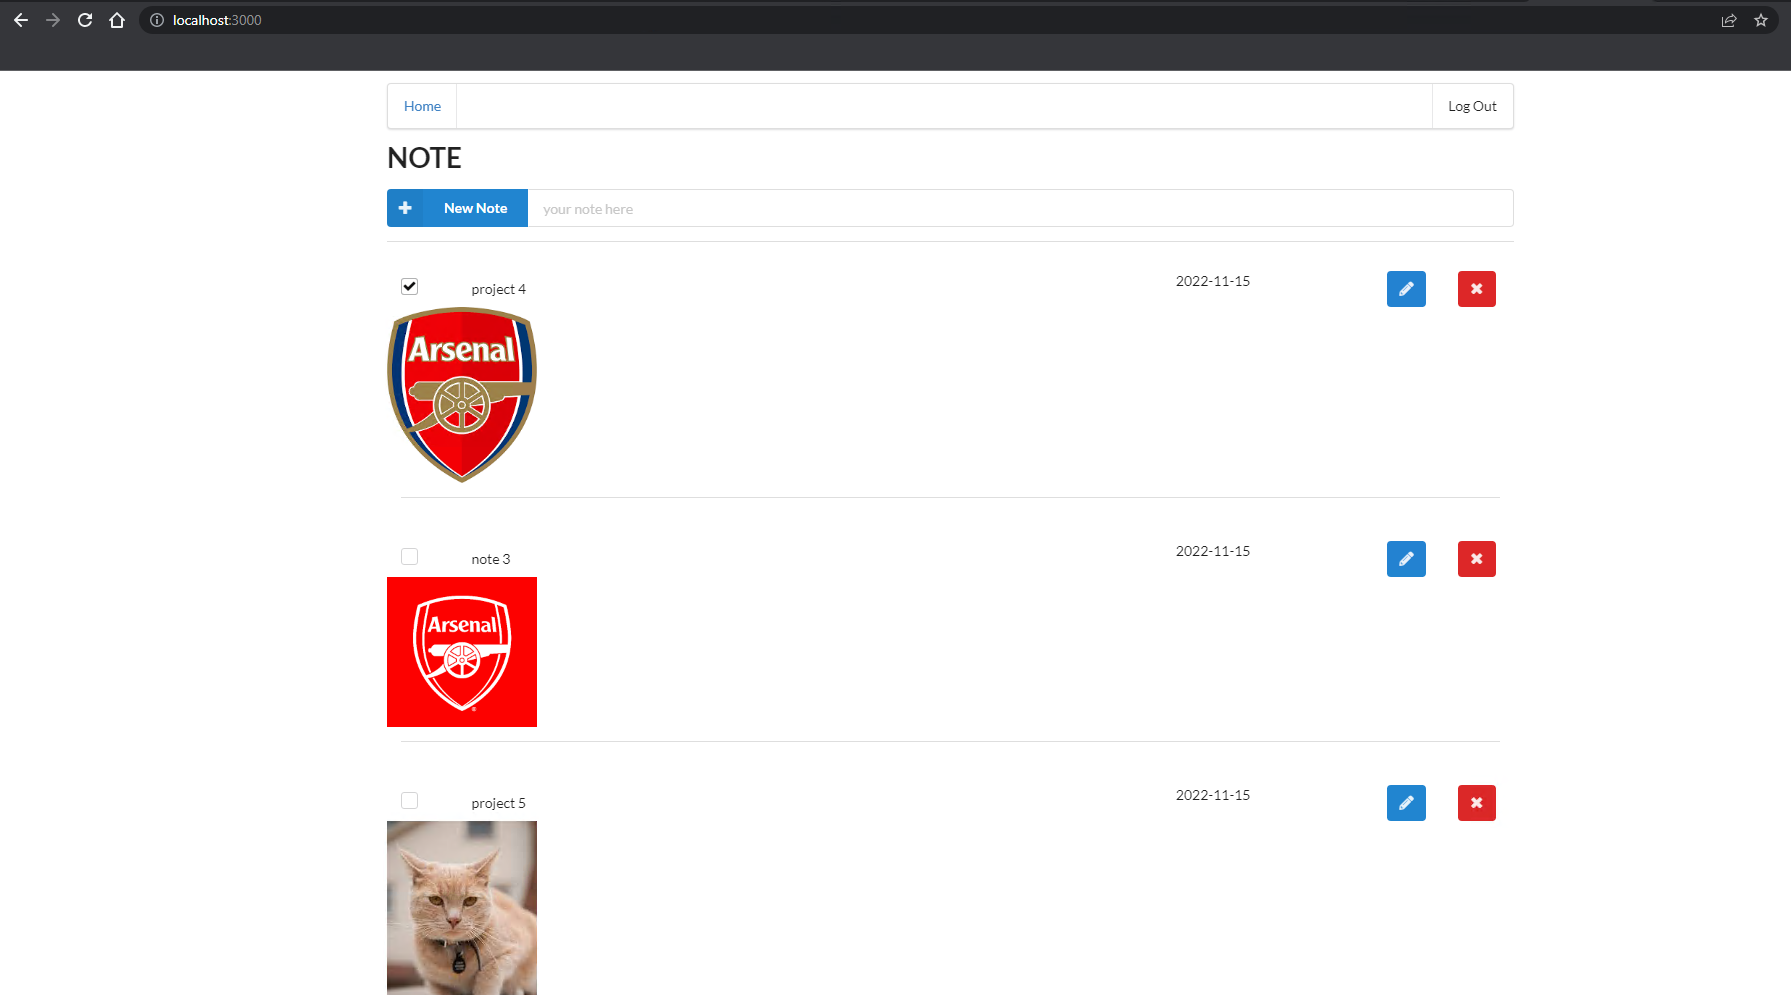 localhost:3000
Home
Log Out
NOTE
New Note
your note here
project 4
2022-11-15
Arsenal
note 3
2022-11-15
Arsenal
project 5
2022-11-15